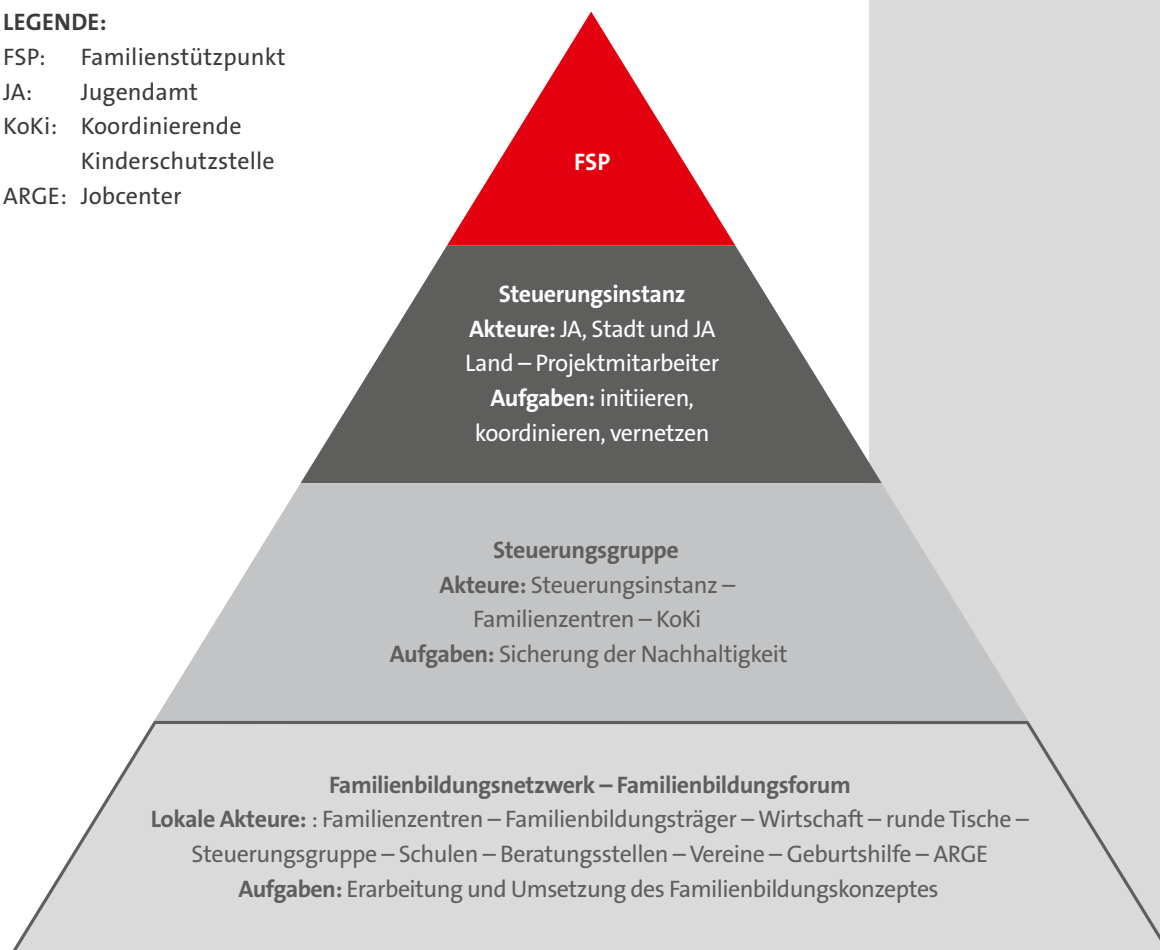 LEGENDE:
FSP: Familienstützpunkt
JA: Jugendamt
KoKi: Koordinierende
Kinderschutzstelle
ARGE: Jobcenter
FSP
Steuerungsinstanz
Akteure: JA, Stadt und JA
Land – Projektmitarbeiter
Aufgaben: initiieren,
koordinieren, vernetzen
Steuerungsgruppe
Akteure: Steuerungsinstanz –
Familienzentren – KoKi
Aufgaben: Sicherung der Nachhaltigkeit
Familienbildungsnetzwerk – Familienbildungsforum
Lokale Akteure: : Familienzentren – Familienbildungsträger – Wirtschaft – runde Tische –
Steuerungsgruppe – Schulen – Beratungsstellen – Vereine – Geburtshilfe – ARGE
Aufgaben: Erarbeitung und Umsetzung des Familienbildungskonzeptes